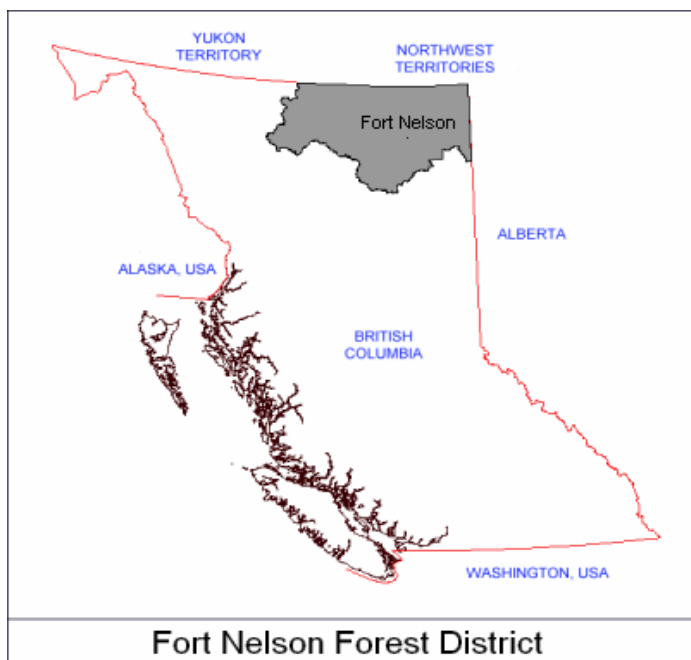 YUKON
TERRITORY
NORTHWEST
TERRITORIES
Fort Nelson
ALBERTA
ALASKA, USA
BRITISH
COLUMBIA
WASHINGTON, USA
Fort Nelson Forest District